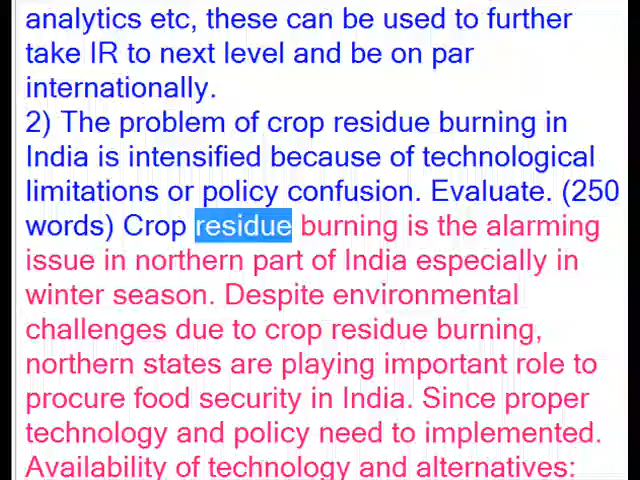 analytics etc, these can be used to further
take IR to next level and be on par
internationally.
2) The problem of crop residue burning in
India is intensified because of technological
limitations or policy confusion. Evaluate. (250
words) Crop residue burning is the alarming
issue in northern part of India especially in
winter season. Despite environmental
challenges due to crop residue burning,
northern states are playing important role to
procure food security in India. Since proper
technology and policy need to implemented.
Availability of technology and alternatives: